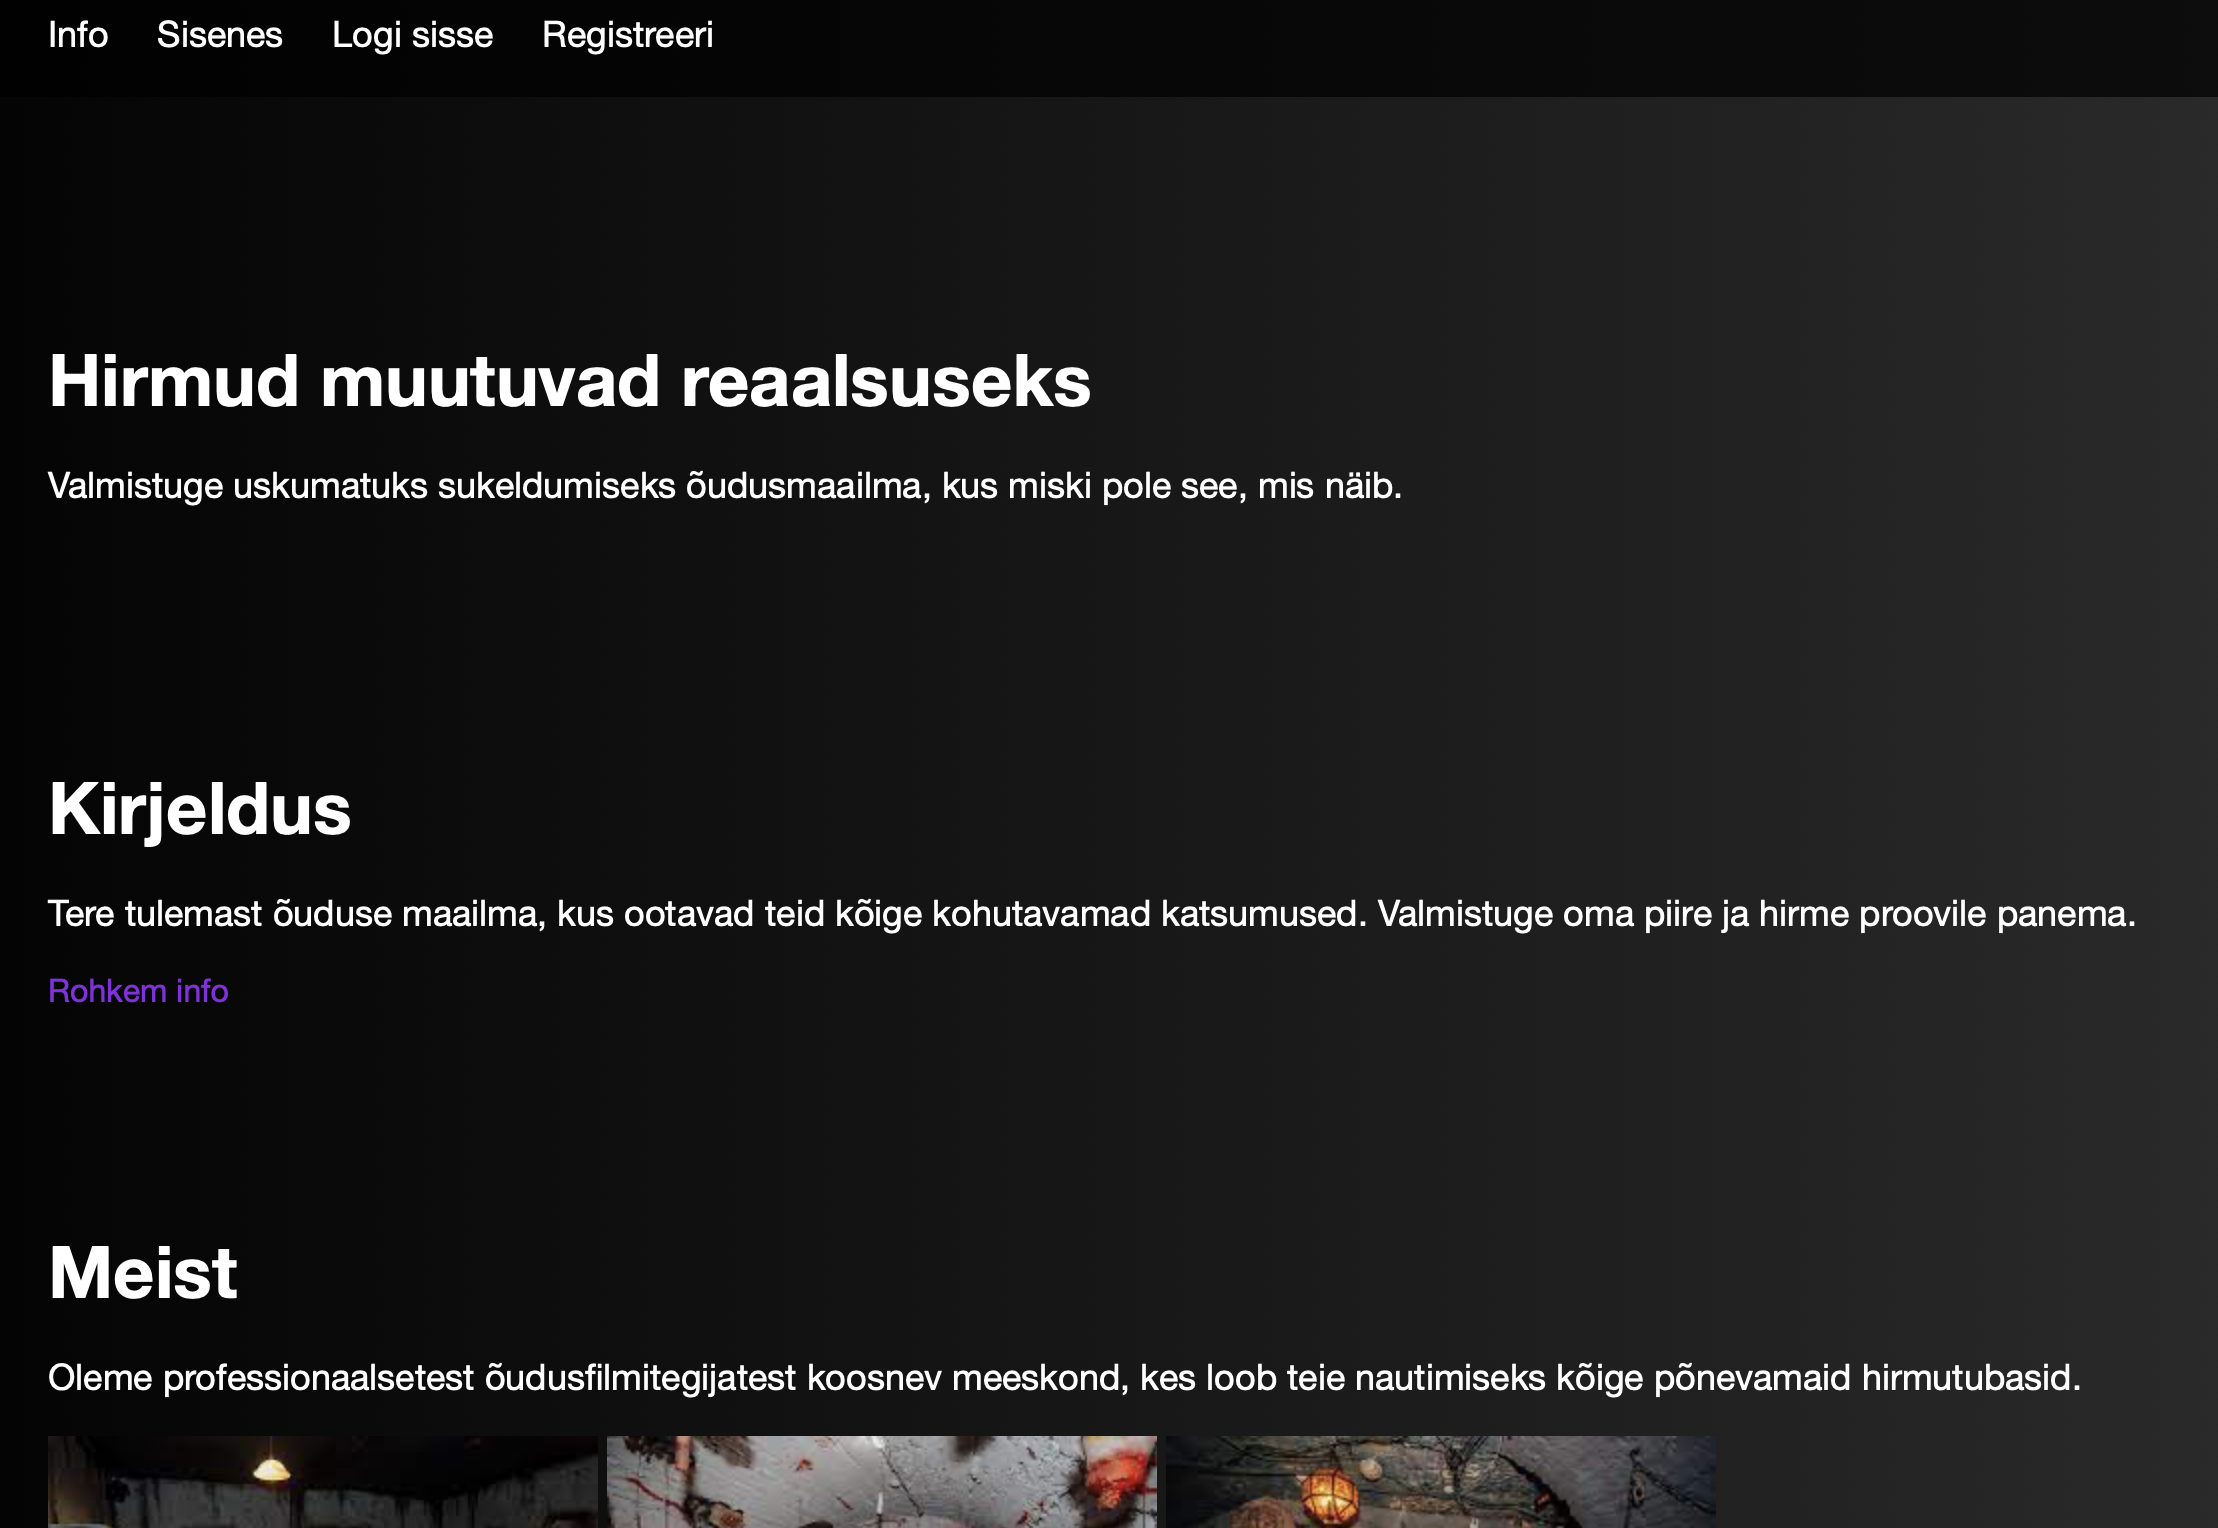 Info Sisenes Logi sisse Registreeri
Hirmud muutuvad reaalsuseks
Valmistuge uskumatuks sukeldumiseks õudusmaailma, kus miski pole see, mis näib.
Kirjeldus
Tere tulemast õuduse maailma, kus ootavad teid kõige kohutavamad katsumused. Valmistuge oma piire ja hirme proovile panema.
Rohkem info
Meist
Oleme professionaalsetest õudusfilmitegijatest koosnev meeskond, kes loob teie nautimiseks kõige põnevamaid hirmutubasid.